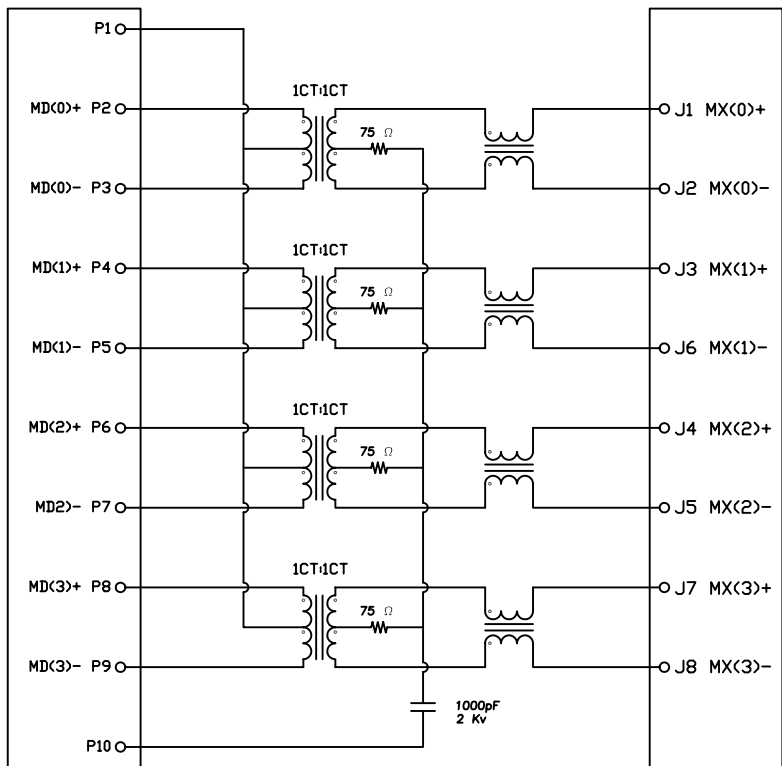 P1
1CT:1CT
MD(0)+ P2
J1 MX(0)+
75 Ω
MD(0)- P3
J2 MX(0)-
1CT:1CT
MD(1)+ P4
J3 MX(1)+
75 Ω
MD(1)- P5
J6 MX(1)-
1CT:1CT
MD(2)+ P6
J4 MX(2)+
75 Ω
MD2)- P7
J5 MX(2)-
1CT:1CT
MD(3)+ P8
J7 MX(3)+
75 Ω
MD(3)- P9
J8 MX(3)-
1000pF
2 Kv
P10